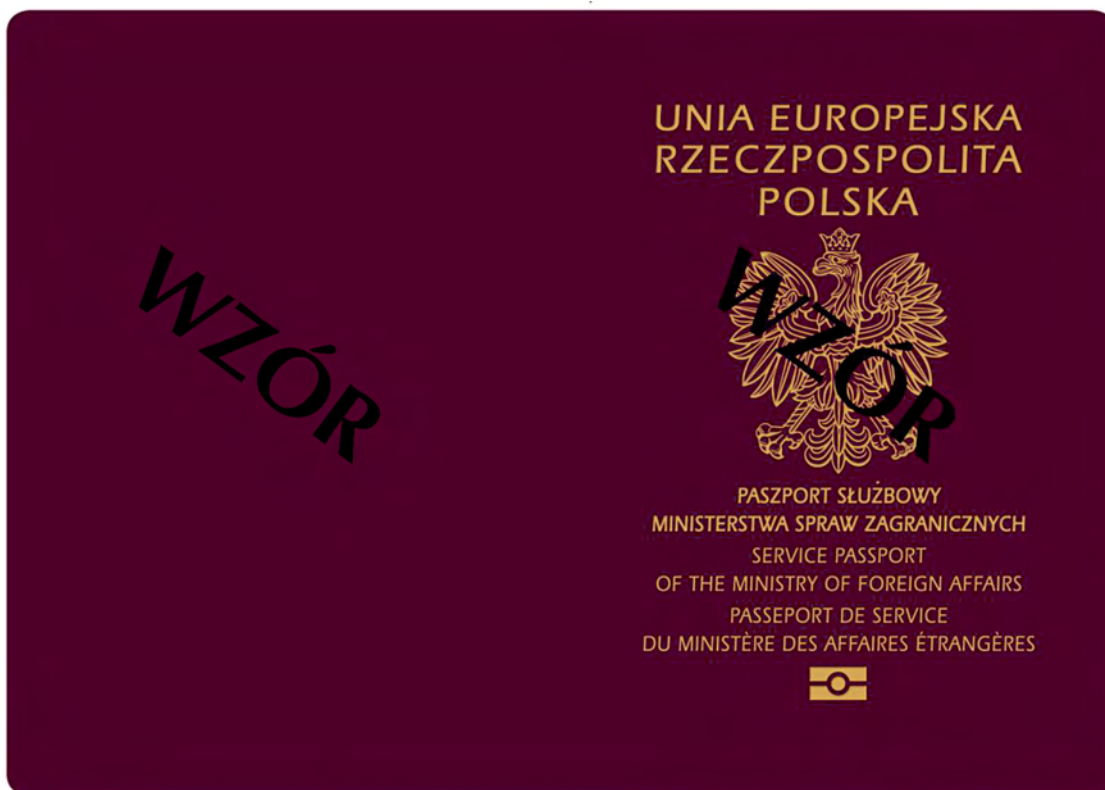 WZÓR
UNIA EUROPEJSKA
RZECZPOSPOLITA
POLSKA
WZÓR
PASZPORT SŁUŻBOWY
MINISTERSTWA SPRAW ZAGRANICZNYCH
SERVICE PASSPORT
OF THE MINISTRY OF FOREIGN AFFAIRS
PASSEPORT DE SERVICE
DU MINISTÈRE DES AFFAIRES ÉTRANGÈRES